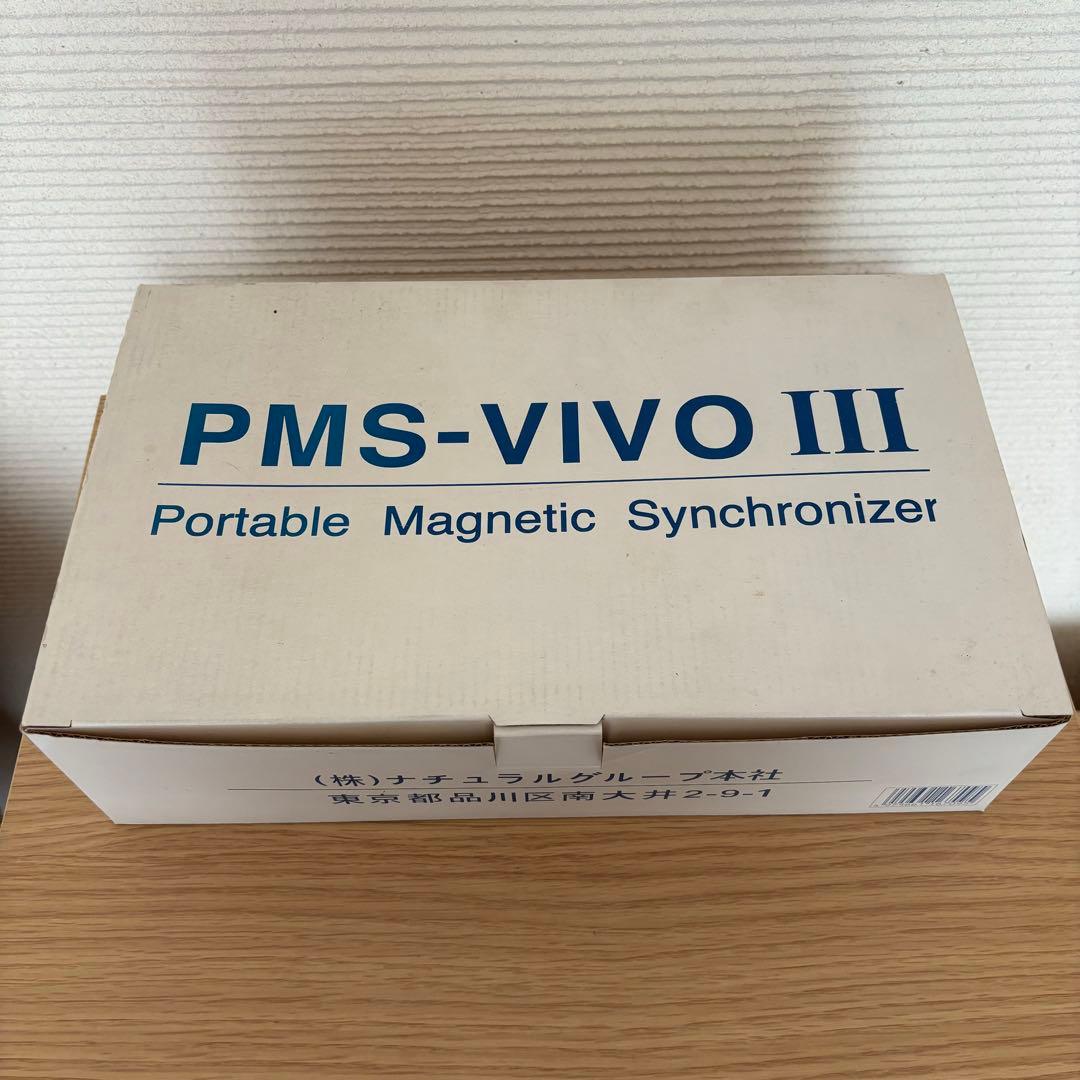 PMS-VIVO III
Portable Magnetic Synchronizer
(株)ナチュラルグループ本社
東京都品川区南大井2-9-1